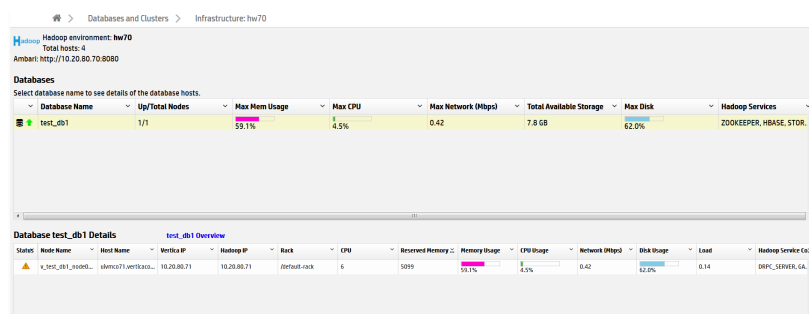 > Databases and Clusters > Infrastructure: hw70
Hadoop Hadoop environment: hw70
Total hosts: 4
Ambari: http://10.20.80.70:8080
Databases
Select database name to see details of the database hosts.
Database Name Up/Total Nodes Max Mem Usage Max CPU Max Network (Mbps) Total Available Storage Max Disk Hadoop Services
test_db1 1/1 59.1% 4.5% 0.42 7.8 GB 62.0% ZOOKEEPER, HBASE, STOR.
Database test_db1 Details test_db1 Overview
Status Node Name Host Name Vertica IP Hadoop IP Rack CPU Reserved Memory Memory Usage CPU Usage Network (Mbps) Disk Usage Load Hadoop Service Co
v_test_db1_node0... 10.20.80.71 10.20.80.71 /default-rack 6 5099 59.1% 4.5% 0.42 62.0% 0.14 DRPC_SERVER, GA..